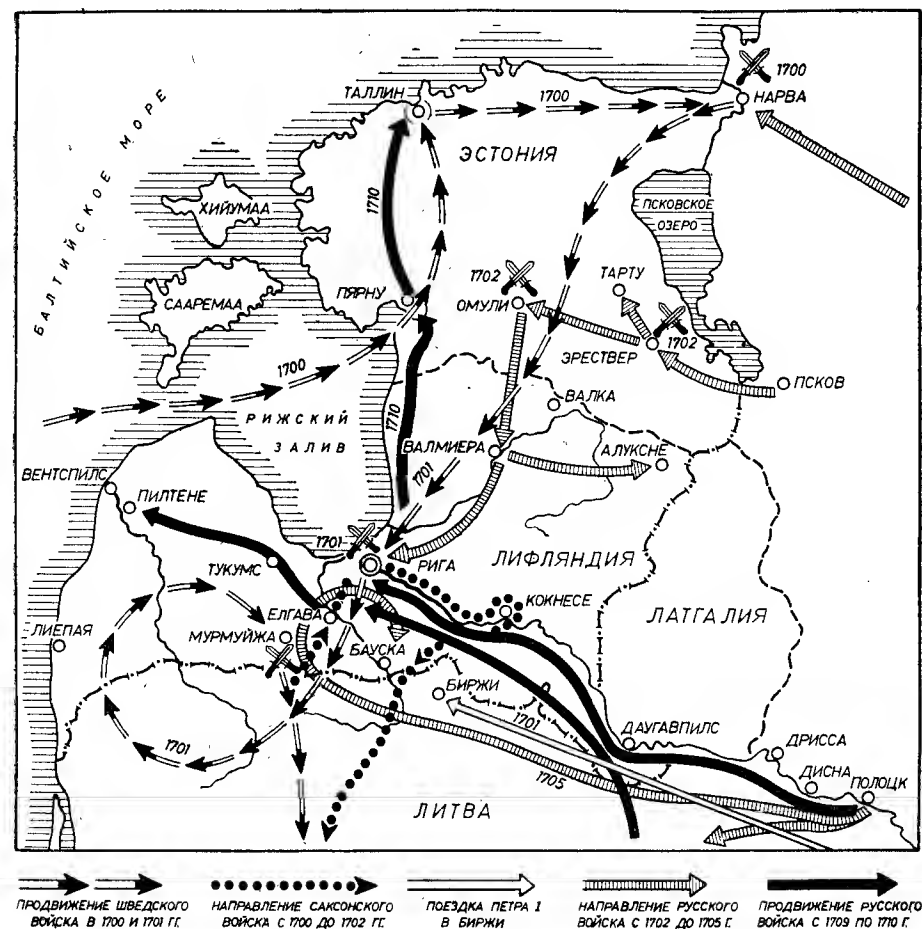 1700
ТАЛЛИН
1700
НАРВА
ЭСТОНИЯ
БАЛТИЙСКОЕ МОРЕ
ХИЙУМАА
1710
ПСКОВСКОЕ
ОЗЕРО
1702
ТАРТУ
ПЯРНУ
ОМУЛИ
СААРЕМАА
1702
ЭРЕСТВЕР
1700
ПСКОВ
ВАЛКА
РИЖСКИЙ
ЗАЛИВ
1710
ВАЛМИЕРА
АЛУКСНЕ
ВЕНТСПИЛС
1701
ПИЛТЕНЕ
1701
ЛИФЛЯНДИЯ
РИГА
ТУКУМС
КОКНЕСЕ
ЛАТГАЛИЯ
ЕЛГАВА
ЛИЕПАЯ
МУРМУЙЖА
БАУСКА
БИРЖИ
1701
1701
ДАУГАВПИЛС
ДРИССА
1705
ДИСНА
ПОЛОЦК
ЛИТВА
ПРОДВИЖЕНИЕ ШВЕДСКОГО
ВОЙСКА В 1700 И 1701 ГГ.
НАПРАВЛЕНИЕ САКСОНСКОГО
ВОЙСКА С 1700 ДО 1702 ГГ.
ПОЕЗДКА ПЕТРА I
В БИРЖИ
НАПРАВЛЕНИЕ РУССКОГО
ВОЙСКА С 1702 ДО 1705 Г.
ПРОДВИЖЕНИЕ РУССКОГО
ВОЙСКА С 1709 ПО 1710 Г.